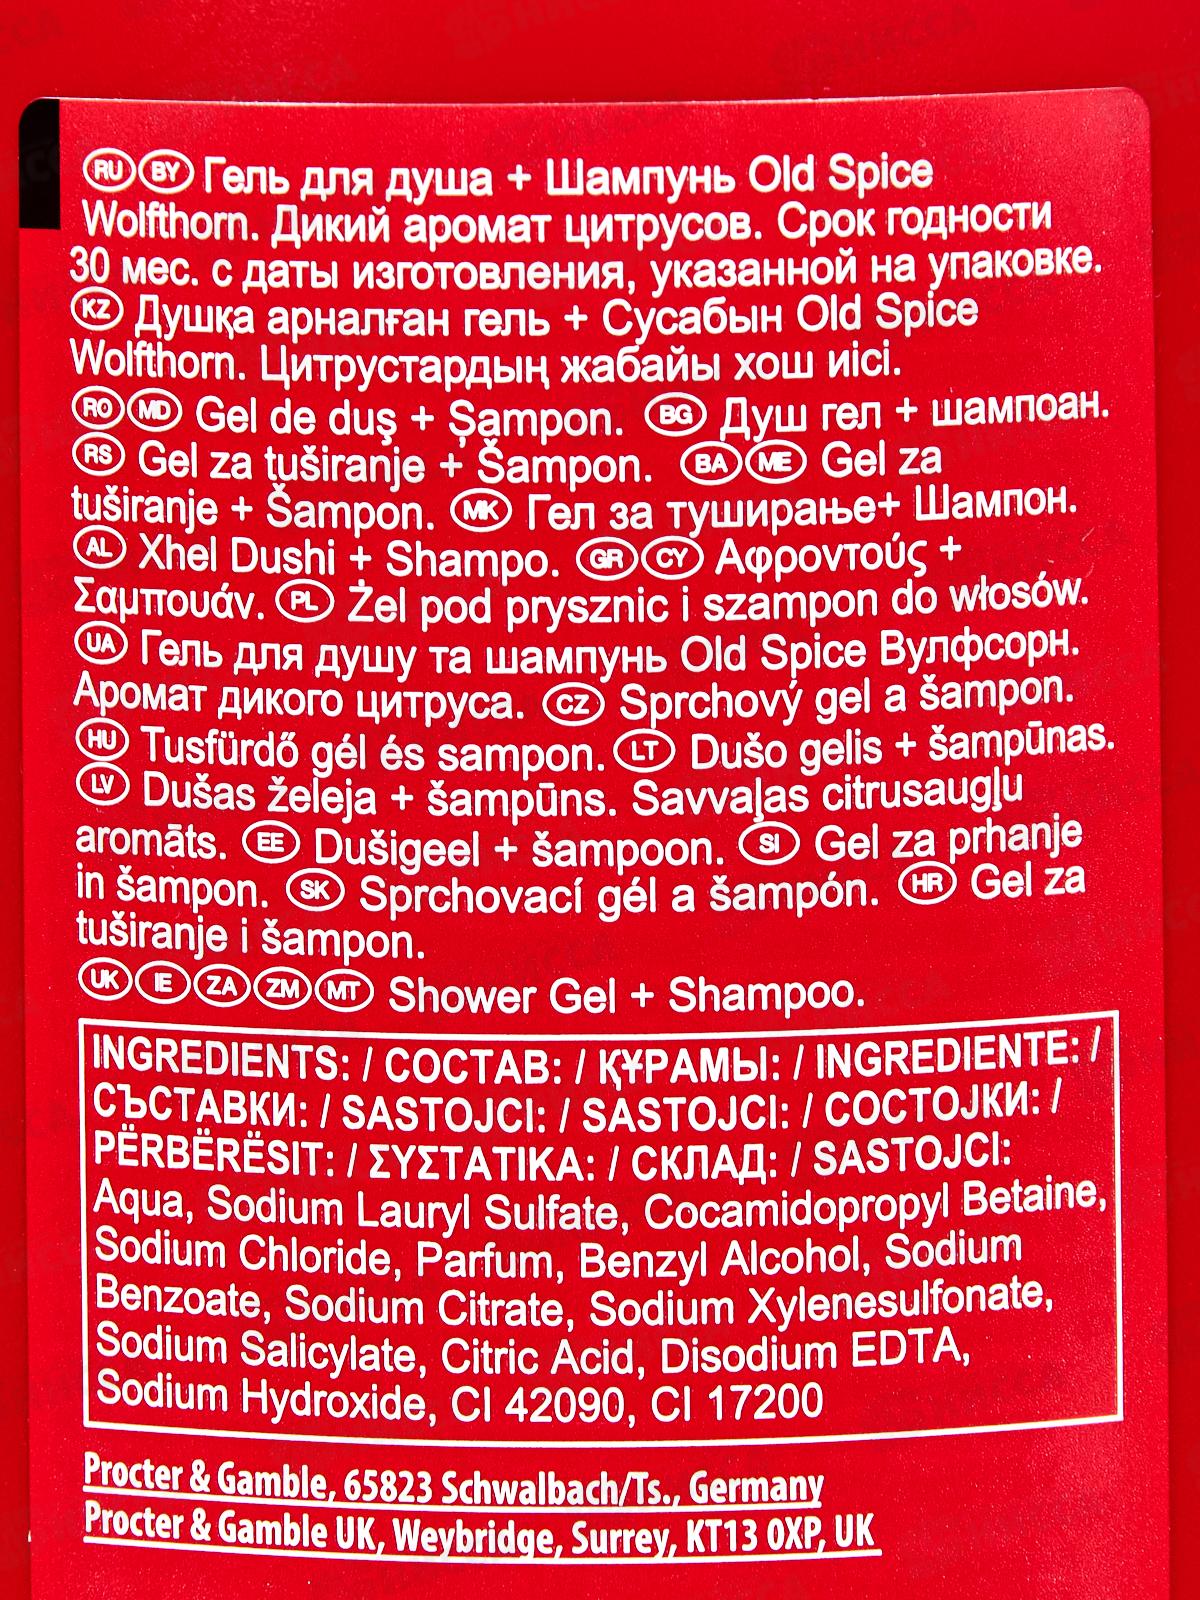 RU BY Гель для душа + Шампунь Old Spice
Wolfthorn. Дикий аромат цитрусов. Срок годности
30 мес. с даты изготовления, указанной на упаковке.
KZ Душқа арналған гель + Сусабын Old Spice
Wolfthorn. Цитрустардың жабайы хош иісі.
RO MD Gel de duş + Șampon. BG Душ гел + шампоан.
RS Gel za tuširanje + Šampon. BA ME Gel za
tuširanje + Šampon. MK Гел за туширање+ Шампон.
AL Xhel Dushi + Shampo. GR CY Αφροντούς +
Σαμπουάν. PL Żel pod prysznic i szampon do włosów.
UA Гель для душу та шампунь Old Spice Вулфсорн.
Аромат дикого цитруса. CZ Sprchový gel a šampon.
HU Tusfürdő gél és sampon. LT Dušo gelis + šampūnas.
LV Dušas želeja + šampūns. Savvaļas citrusaugļu
aromāts. EE Dušigeel + šampoon. SI Gel za prhanje
in šampon. SK Sprchovací gél a šampón. HR Gel za
tuširanje i šampon.
UK IE ZA ZM MT Shower Gel + Shampoo.
INGREDIENTS: / СОСТАВ: / ҚҰРАМЫ: / INGREDIENTE: /
СЪСТАВКИ: / SASTOJCI: / SASTOJCI: / СОСТОЈКИ: /
PËRBËRËSIT: / ΣΥΣΤΑΤΙΚΑ: / СКЛАД: / SASTOJCI:
Aqua, Sodium Lauryl Sulfate, Cocamidopropyl Betaine,
Sodium Chloride, Parfum, Benzyl Alcohol, Sodium
Benzoate, Sodium Citrate, Sodium Xylenesulfonate,
Sodium Salicylate, Citric Acid, Disodium EDTA,
Sodium Hydroxide, CI 42090, CI 17200
Procter & Gamble, 65823 Schwalbach/Ts., Germany
Procter & Gamble UK, Weybridge, Surrey, KT13 0XP, UK